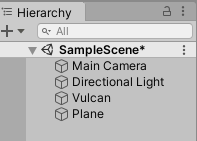 Hierarchy
All
SampleScene*
Main Camera
Directional Light
Vulcan
Plane